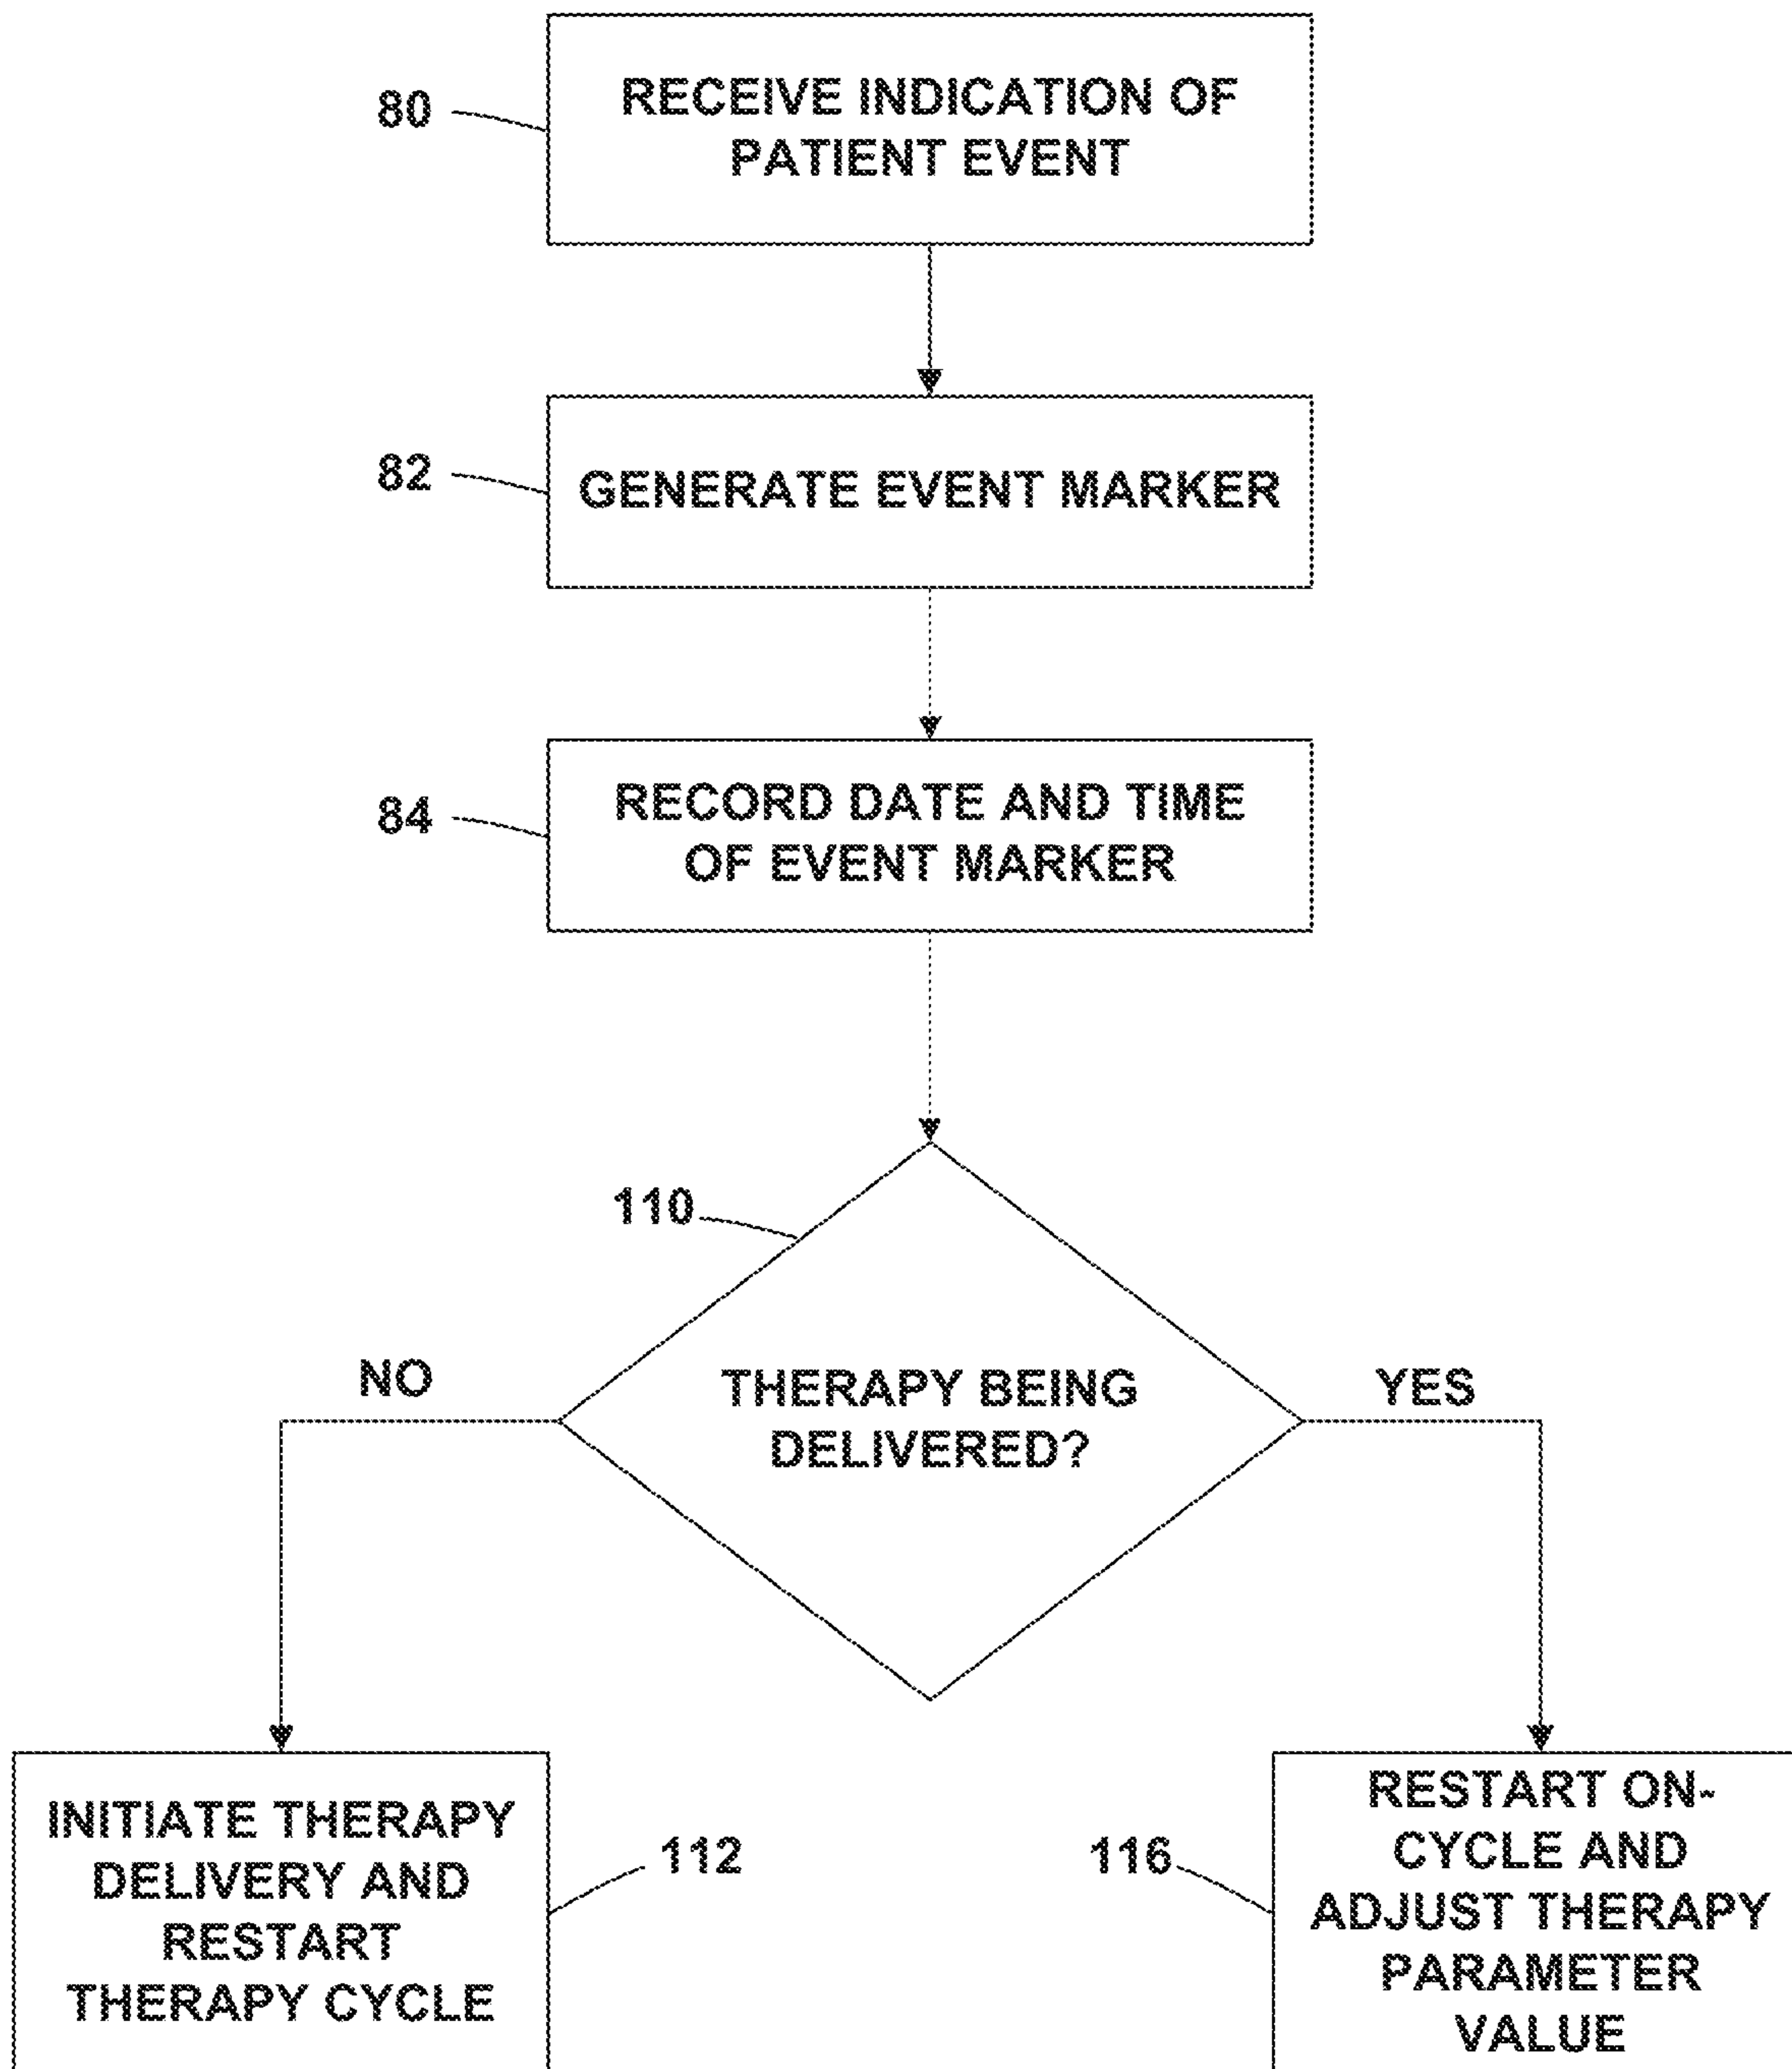 80
RECEIVE INDICATION OF
PATIENT EVENT
82
GENERATE EVENT MARKER
84
RECORD DATE AND TIME
OF EVENT MARKER
110
NO
THERAPY BEING
DELIVERED?
YES
INITIATE THERAPY
DELIVERY AND
RESTART
THERAPY CYCLE
112
116
RESTART ON-
CYCLE AND
ADJUST THERAPY
PARAMETER
VALUE